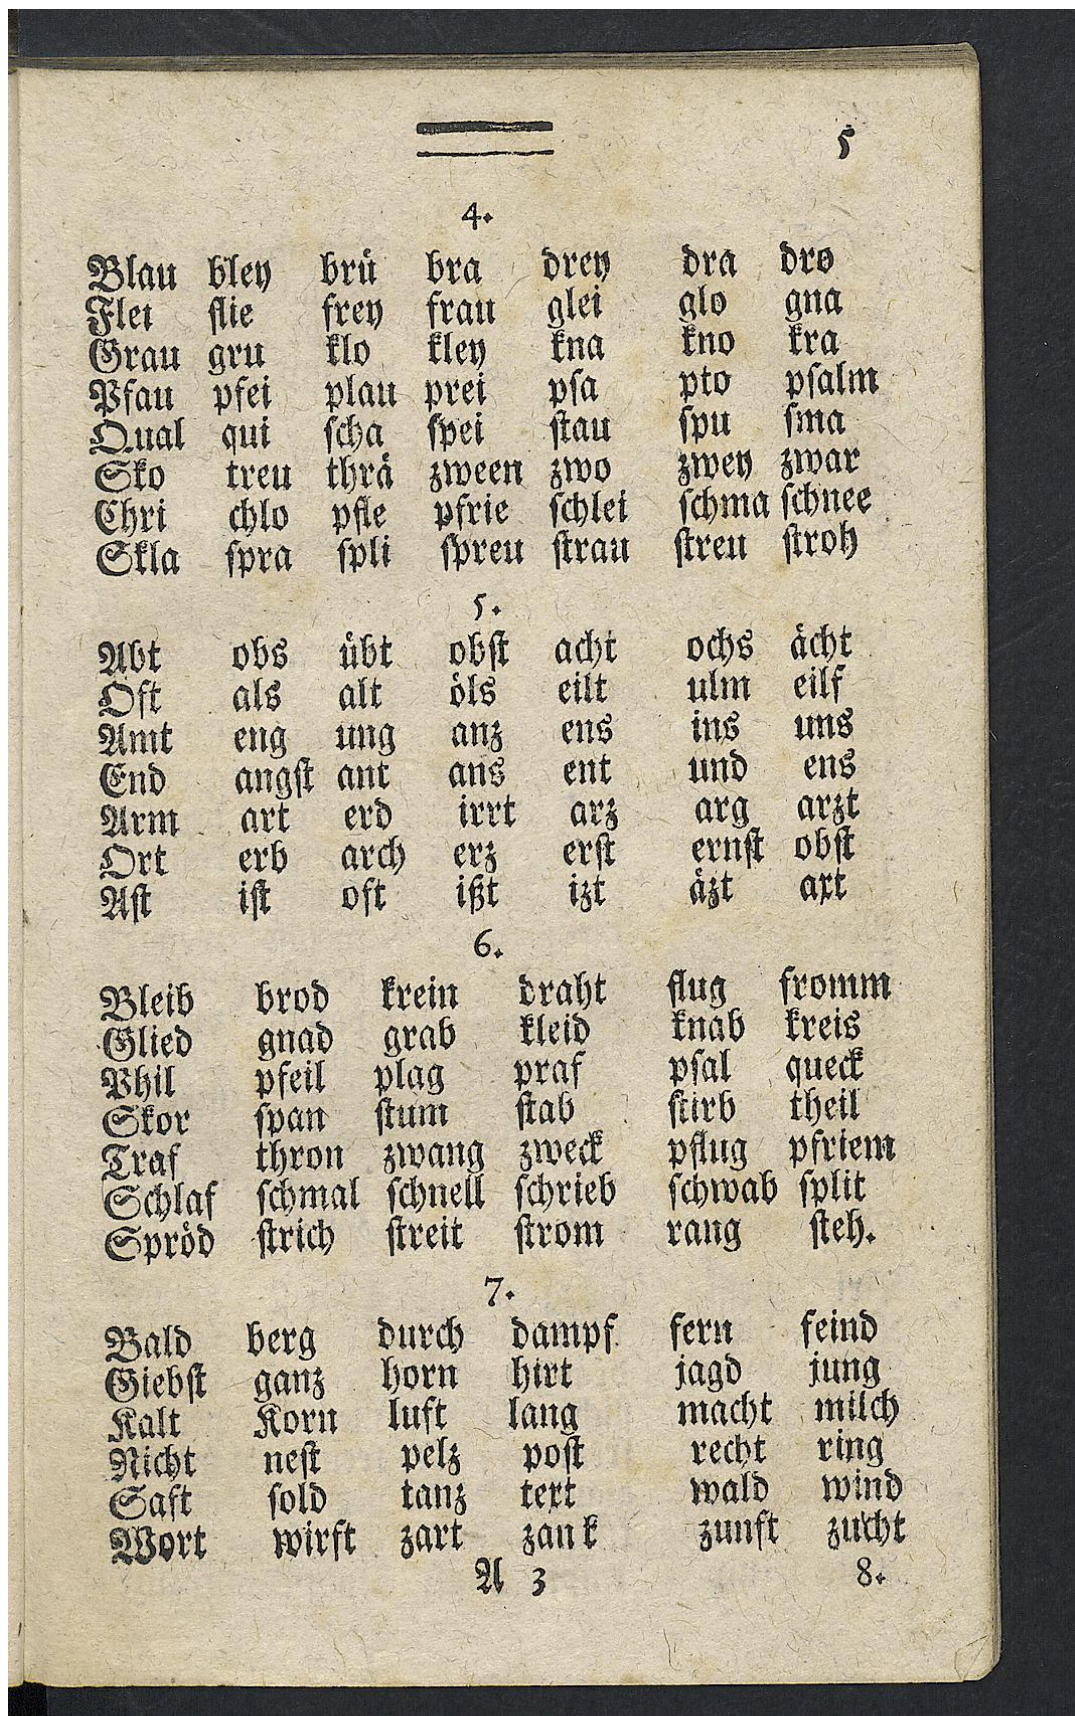 5
4.
Blau bley brü bra drey dra dro
Flei flie frey frau glei glo gna
Grau gru klo kley kna kno kra
Pfau pfei plau prei pſa pto pſalm
Qual qui ſcha ſpei ſtau ſpu ſma
Sko treu thrä zween zwo zwey zwar
Chri chlo pfle pfrie ſchlei ſchma ſchnee
Skla ſpra ſpli ſpreu ſtrau ſtreu ſtroh
5.
Abt obs übt obſt acht ochs ächt
Oft als alt öls eilt ulm eilf
Amt eng ung anz ens ins uns
End angſt ant ans ent und ens
Arm art erd irrt arz arg arzt
Ort erb arch erz erſt ernſt obſt
Aſt iſt oft ißt izt äzt axt
6.
Bleib brod krein draht flug fromm
Glied gnad grab kleid knab kreis
Phil pfeil plag praf pſal queck
Skor ſpan ſtum ſtab ſtirb theil
Traf thron zwang zweck pflug pfriem
Schlaf ſchmal ſchnell ſchrieb ſchwab ſplit
Spröd ſtrich ſtreit ſtrom rang ſteh.
7.
Bald berg durch dampf fern feind
Giebſt ganz horn hirt jagd jung
Kalt Korn luft lang macht milch
Nicht neſt pelz poſt recht ring
Saft ſold tanz text wald wind
Wort wirft zart zank zunft zucht
A 3 8.